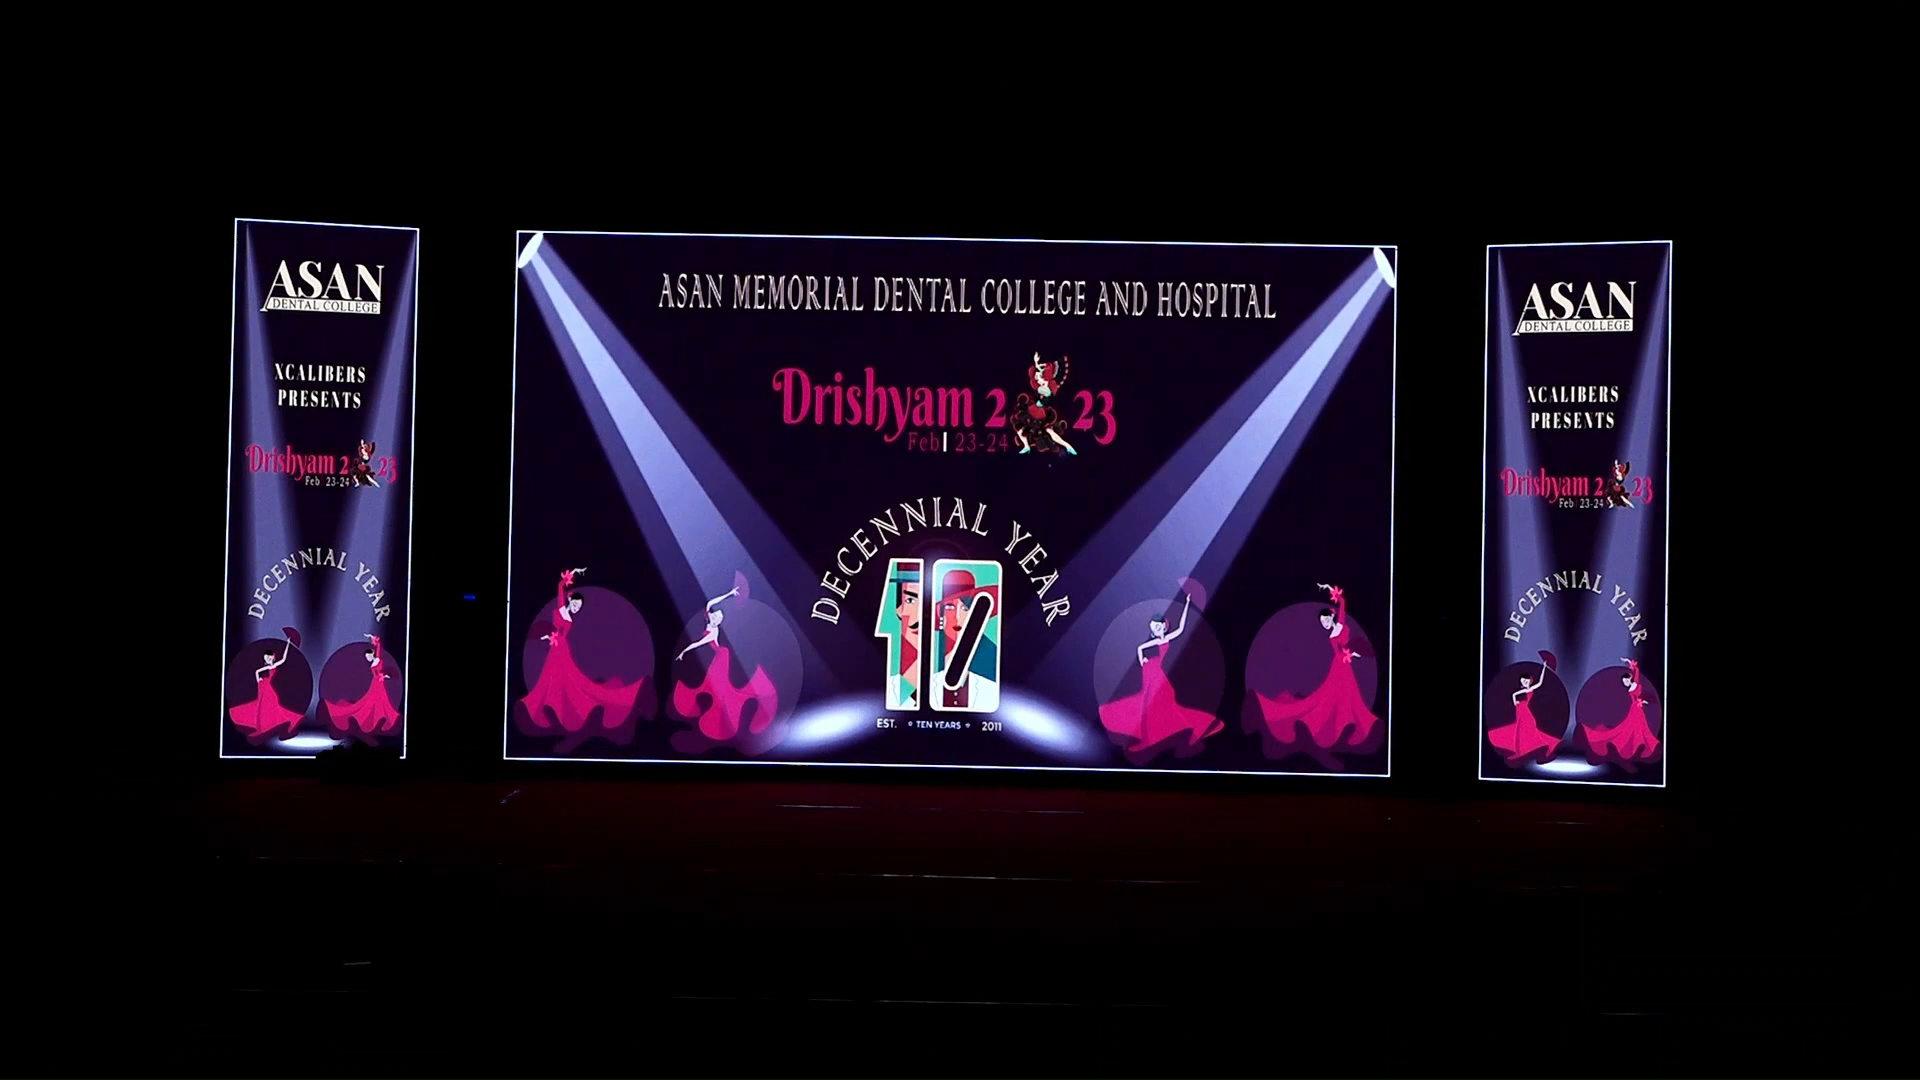 ASAN
DENTAL COLLEGE
XCALIBERS
PRESENTS
Drishyam 2 23
Feb 23-24
DECENNIAL YEAR
ASAN MEMORIAL DENTAL COLLEGE AND HOSPITAL
Drishyam 2 23
Feb| 23-24
DECENNIAL YEAR
10
EST. TEN YEARS 2011
ASAN
DENTAL COLLEGE
XCALIBERS
PRESENTS
Drishyam 2 23
Feb 23-24
DECENNIAL YEAR